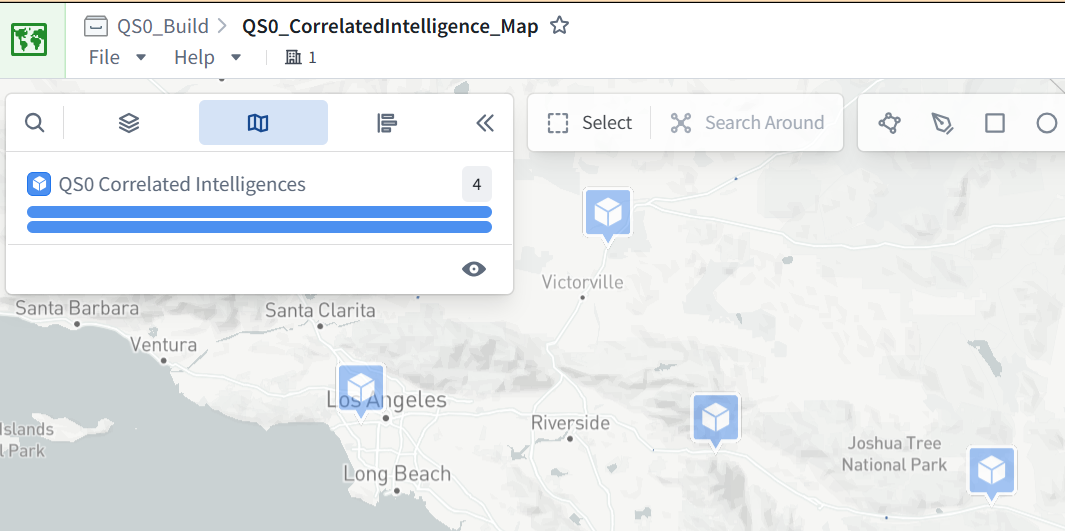 QS0_Build > QS0_CorrelatedIntelligence_Map
File Help 1
Select Search Around
QS0 Correlated Intelligences 4
Victorville
Santa Barbara
Santa Clarita
Ventura
Los Angeles
Riverside
Islands
l Park
Joshua Tree
National Park
Long Beach